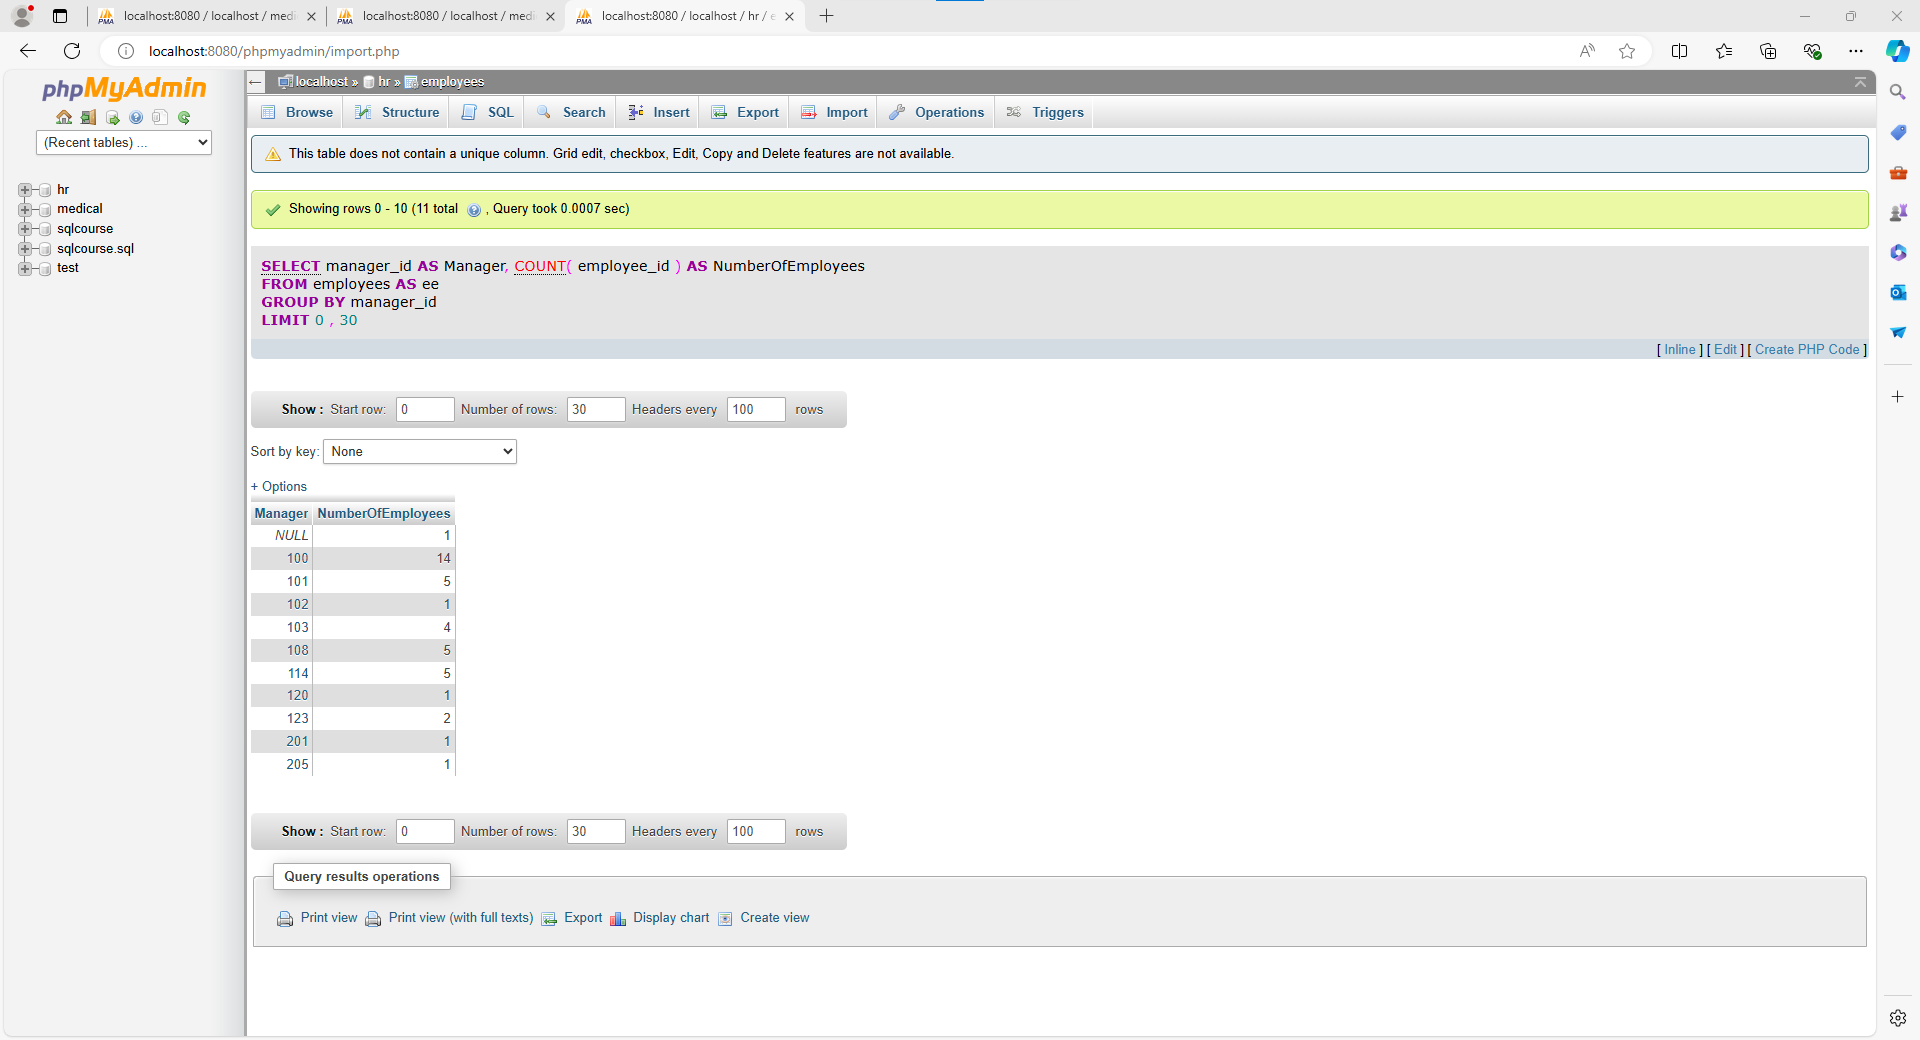 localhost:8080 / localhost / medi
localhost:8080 / localhost / medi
localhost:8080 / localhost / hr / e
localhost:8080/phpmyadmin/import.php
phpMyAdmin
(Recent tables) ...
hr
medical
sqlcourse
sqlcourse.sql
test
localhost » hr » employees
Browse Structure SQL Search Insert Export Import Operations Triggers
This table does not contain a unique column. Grid edit, checkbox, Edit, Copy and Delete features are not available.
Showing rows 0 - 10 (11 total , Query took 0.0007 sec)
SELECT manager_id AS Manager, COUNT( employee_id ) AS NumberOfEmployees
FROM employees AS ee
GROUP BY manager_id
LIMIT 0 , 30
[ Inline ] [ Edit ] [ Create PHP Code ]
Show : Start row: 0 Number of rows: 30 Headers every 100 rows
Sort by key: None
+ Options
Manager NumberOfEmployees
NULL 1
100 14
101 5
102 1
103 4
108 5
114 5
120 1
123 2
201 1
205 1
Show : Start row: 0 Number of rows: 30 Headers every 100 rows
Query results operations
Print view Print view (with full texts) Export Display chart Create view